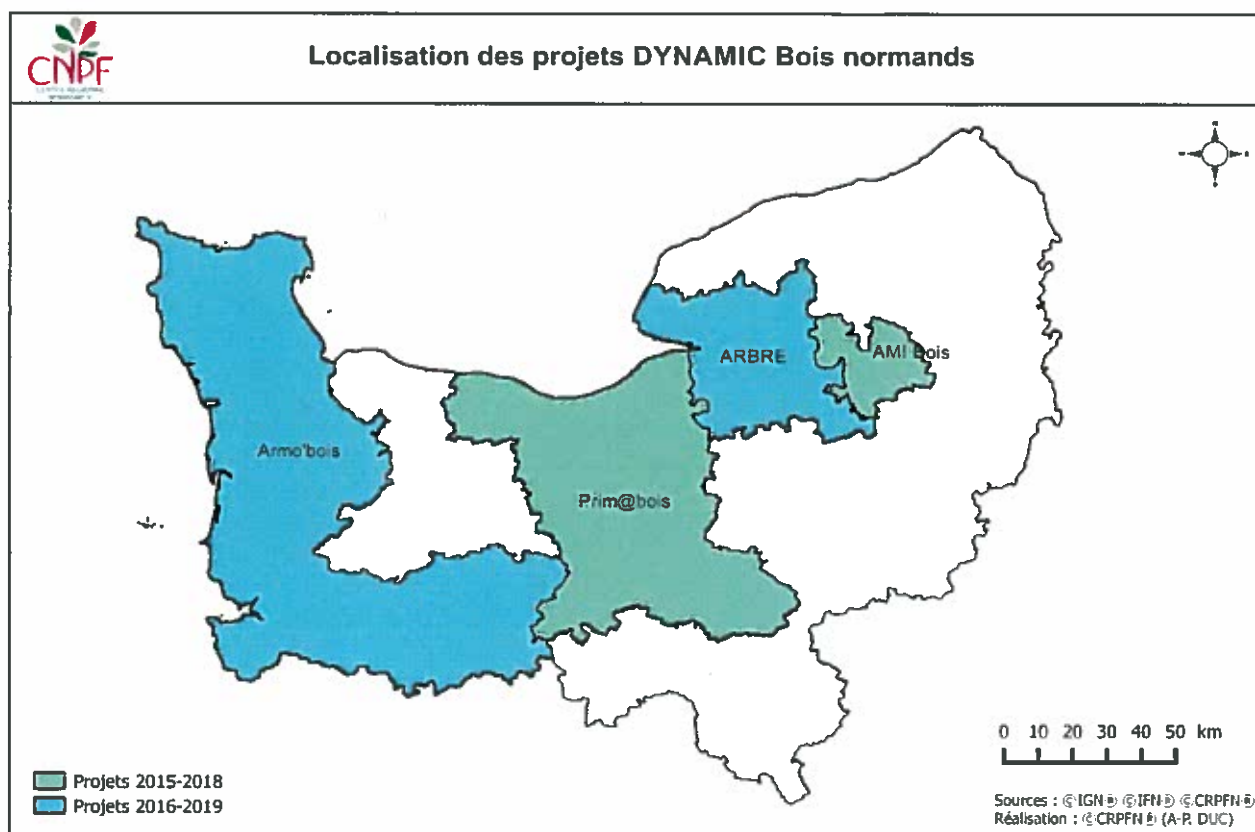 CNPF
Localisation des projets DYNAMIC Bois normands
ARBRE
AMI Bois
Armo'bois
Prim@bois
0 10 20 30 40 50 km
Projets 2015-2018
Projets 2016-2019
Sources : ©IGN® ©IFN® ©CRPFN®
Réalisation : ©CRPFN® (A-P. DUC)